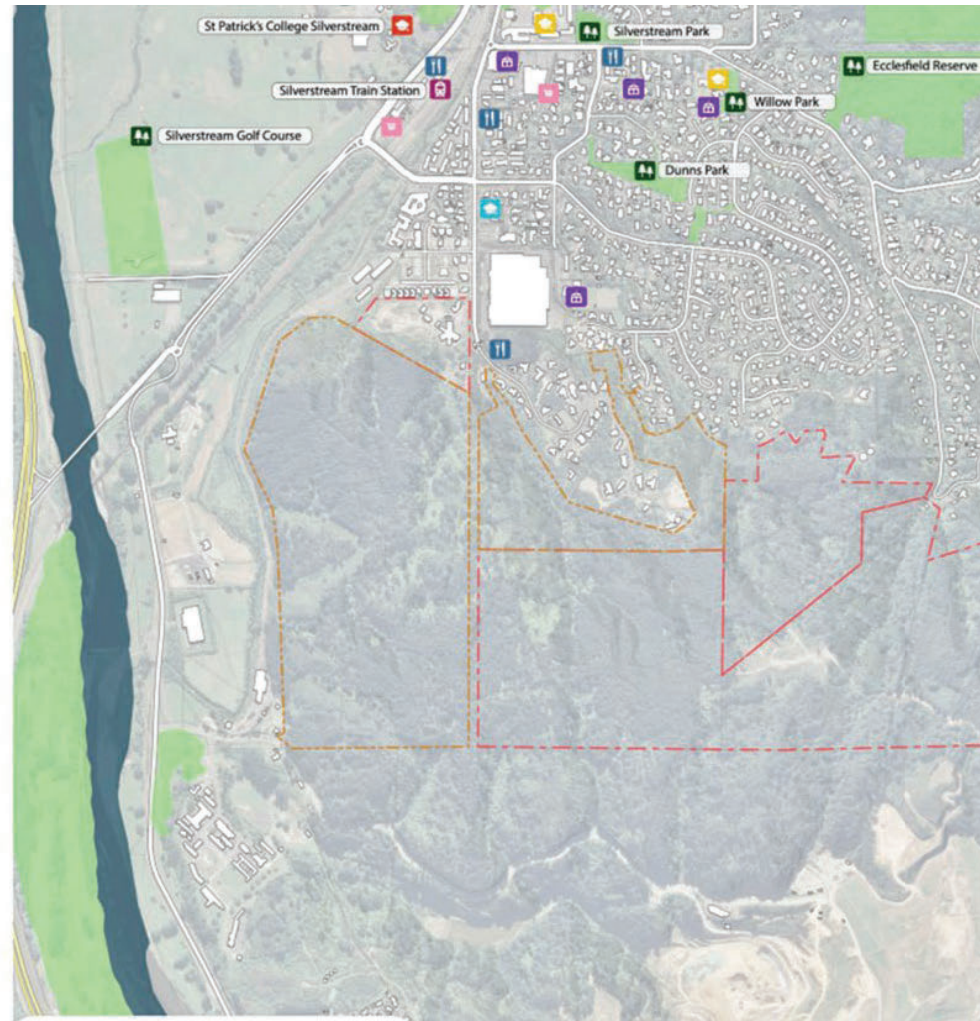 St Patrick's College Silverstream
Silverstream Park
Ecclesfield Reserve
Silverstream Train Station
Willow Park
Silverstream Golf Course
Dunns Park